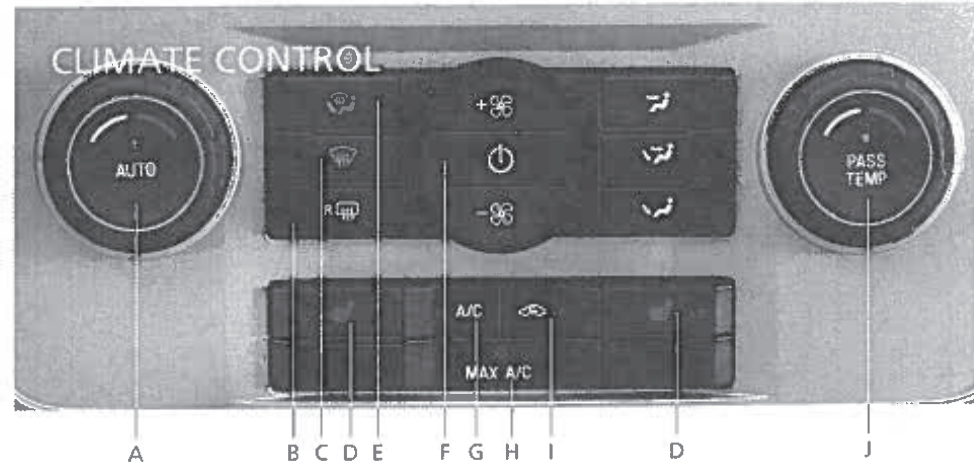 CLIMATE CONTROL
AUTO
R
+
-
PASS
TEMP
A/C
MAX A/C
A B C D E F G H I D J